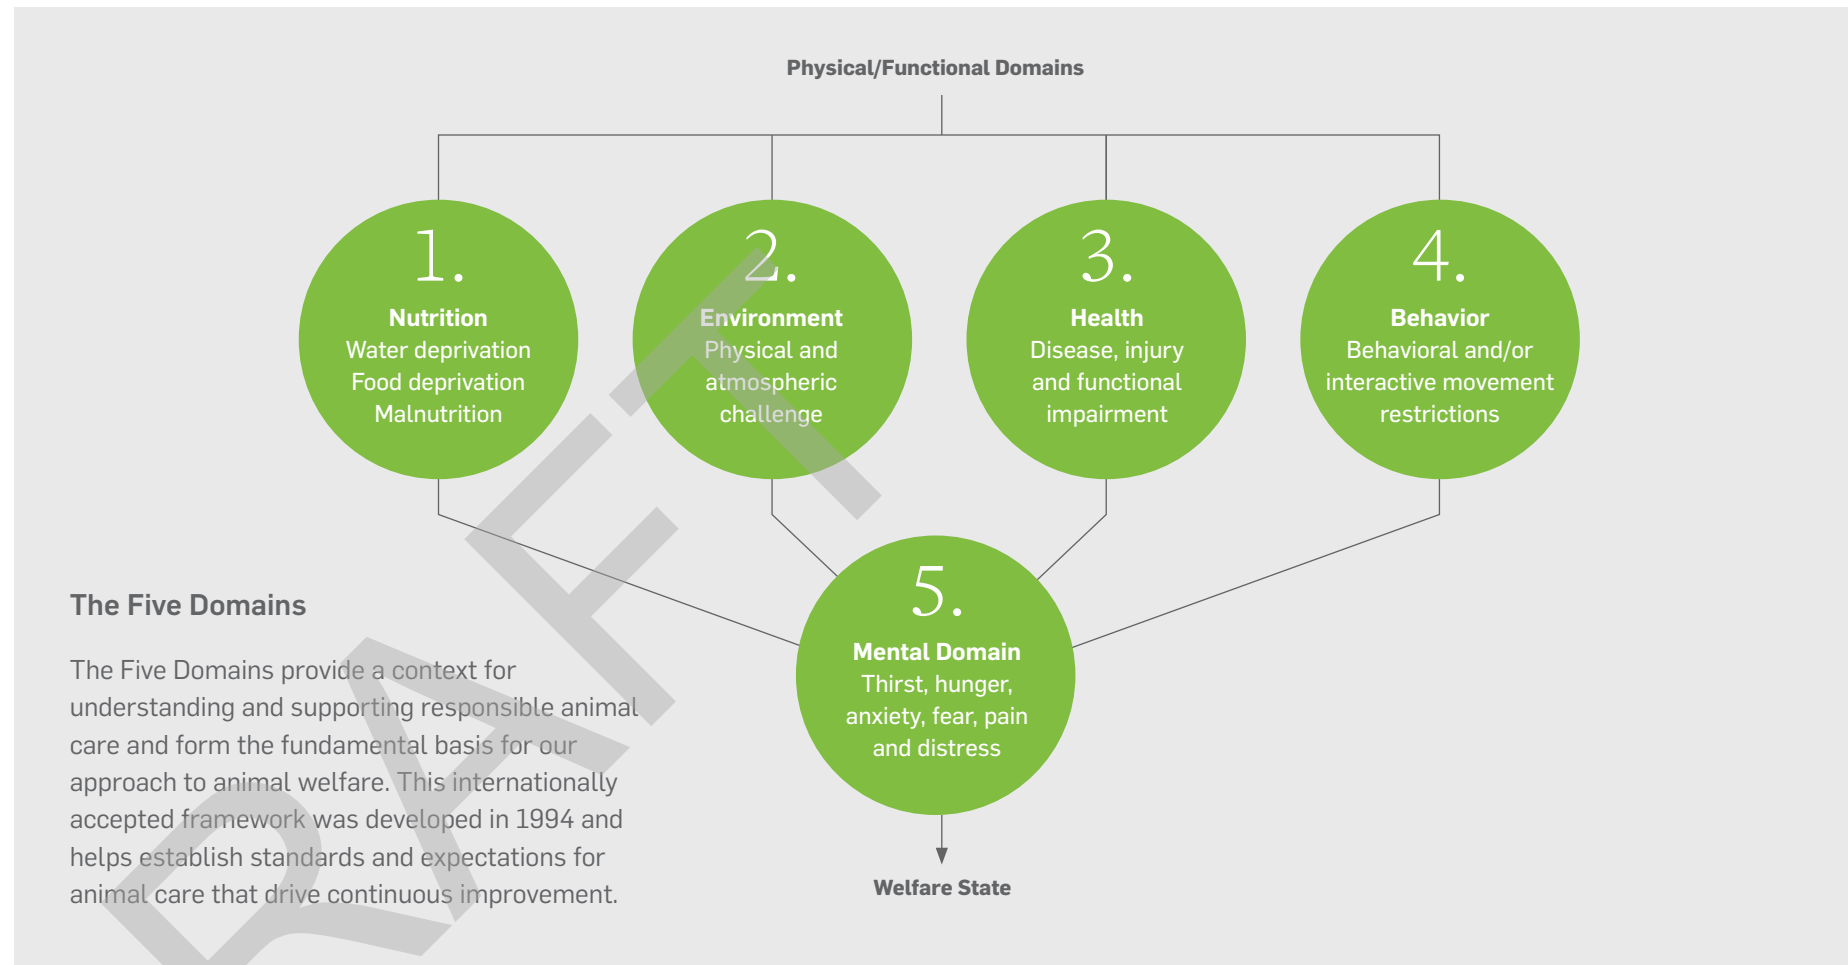 Physical/Functional Domains
1.
Nutrition
Water deprivation
Food deprivation
Malnutrition
2.
Environment
Physical and
atmospheric
challenge
3.
Health
Disease, injury
and functional
impairment
4.
Behavior
Behavioral and/or
interactive movement
restrictions
5.
Mental Domain
Thirst, hunger,
anxiety, fear, pain
and distress
Welfare State
The Five Domains
The Five Domains provide a context for
understanding and supporting responsible animal
care and form the fundamental basis for our
approach to animal welfare. This internationally
accepted framework was developed in 1994 and
helps establish standards and expectations for
animal care that drive continuous improvement.
RAFT